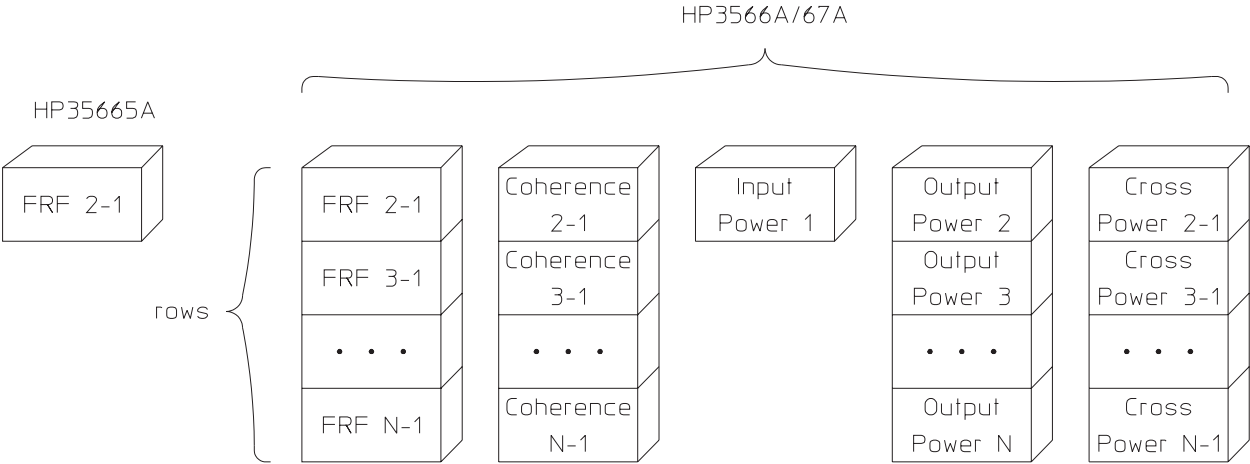 HP3566A/67A
HP35665A
FRF 2-1
rows
FRF 2-1
FRF 3-1
• • •
FRF N-1
Coherence
2-1
Coherence
3-1
• • •
Coherence
N-1
Input
Power 1
Output
Power 2
Output
Power 3
• • •
Output
Power N
Cross
Power 2-1
Cross
Power 3-1
• • •
Cross
Power N-1